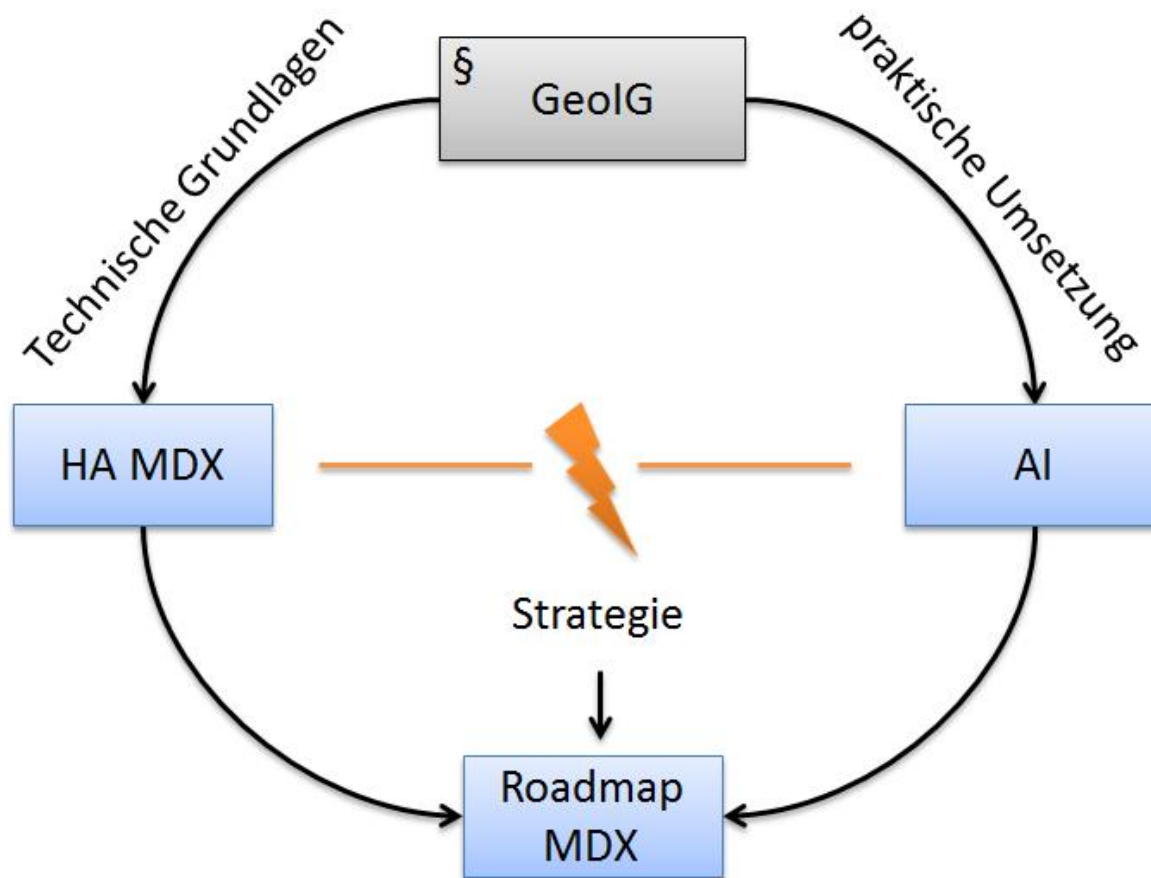 §
GeoIG
Technische Grundlagen
praktische Umsetzung
HA MDX
AI
Strategie
Roadmap
MDX